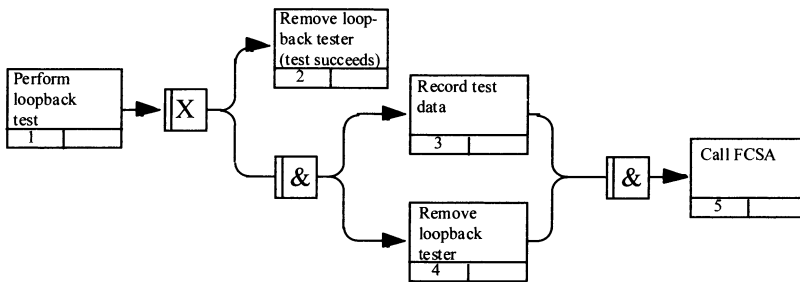 Perform
loopback
test
1
X
Remove loop-
back tester
(test succeeds)
2
&
Record test
data
3
Remove
loopback
tester
4
&
Call FCSA
5